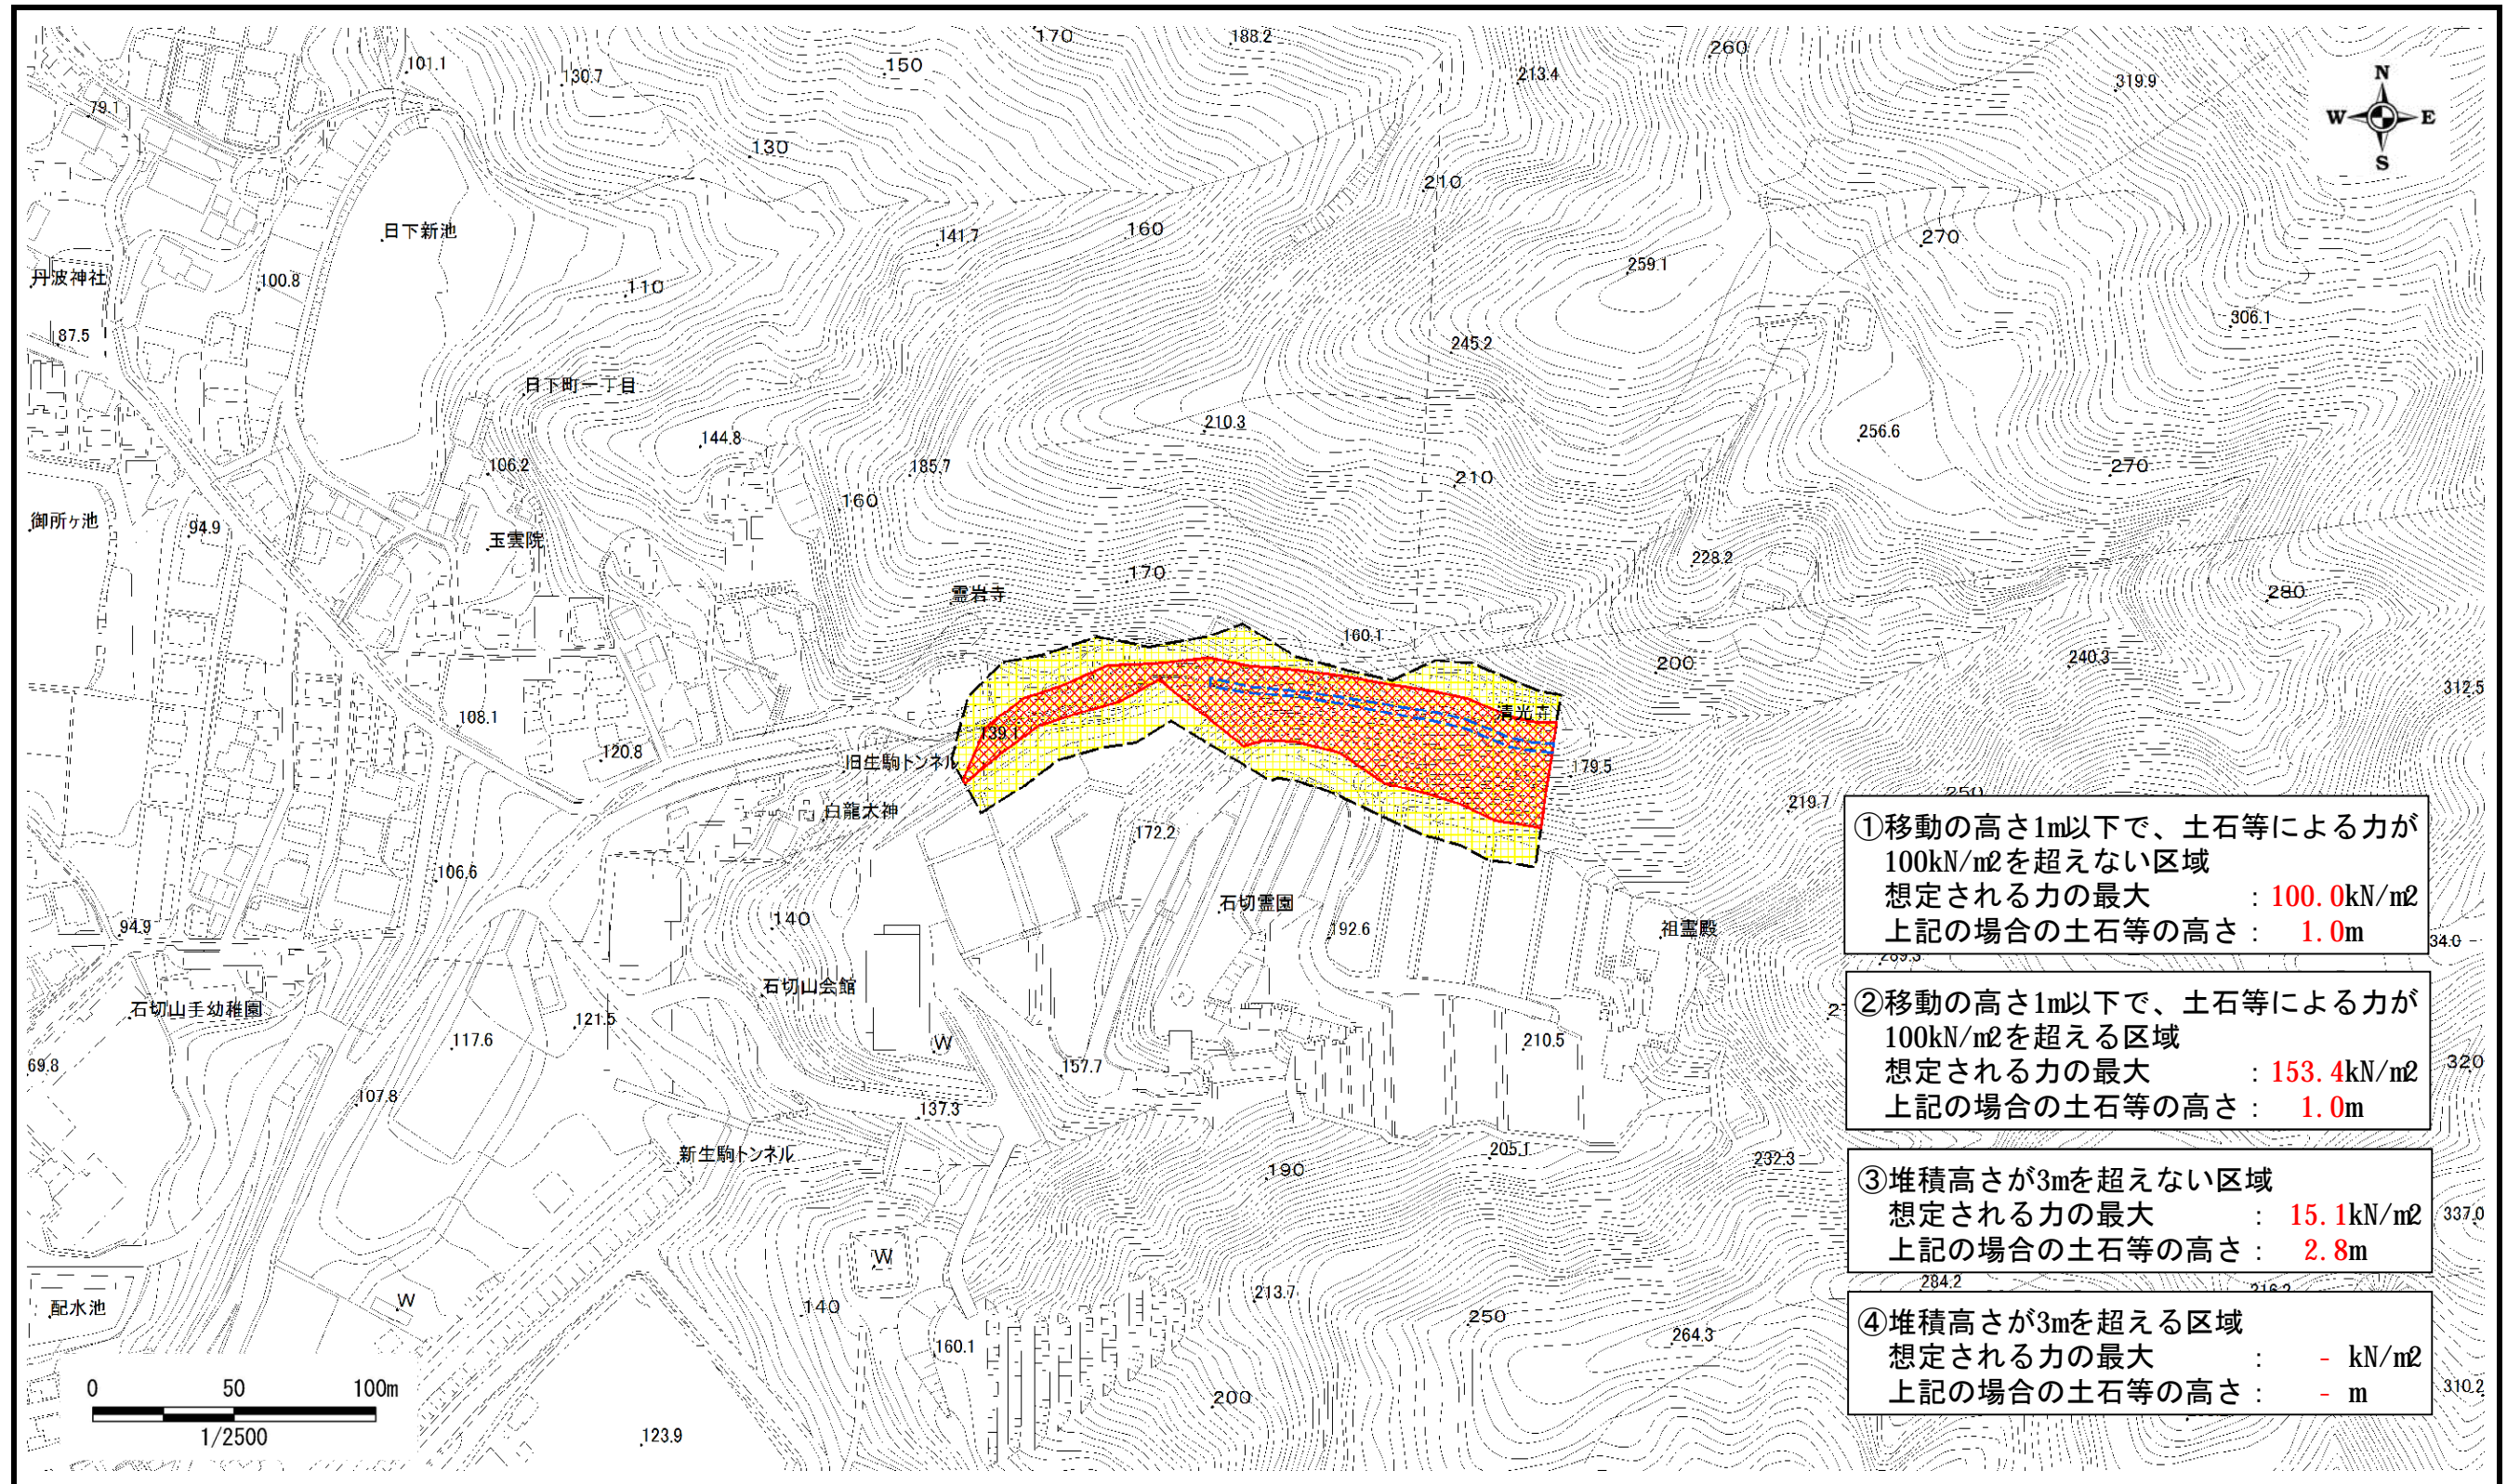 170
188.2
260
101.1
130.7
150
213.4
319.9
N
W E
S
79.1
130
210
日下新池
141.7
160
270
丹波神社
100.8
110
259.1
87.5
306.1
245.2
日下町一丁目
210.3
144.8
256.6
106.2
185.7
210
270
160
御所ヶ池
94.9
玉雲院
228.2
170
霊岩寺
280
160.1
200
240.3
312.5
清光寺
108.1
139.1
120.8
旧生駒トンネル
179.5
白龍大神
219.7
250
172.2
106.6
石切霊園
140
94.9
192.6
祖霊殿
34.0
289.3
石切山会館
石切山手幼稚園
121.5
117.6
W
210.5
69.8
157.7
320
107.8
137.3
新生駒トンネル
205.1
232.3
190
337.0
W
284.2
216.2
配水池
W
140
213.7
250
264.3
160.1
310.2
200
123.9
①移動の高さ1m以下で、土石等による力が
100kN/m2を超えない区域
想定される力の最大 : 100.0kN/m2
上記の場合の土石等の高さ : 1.0m
②移動の高さ1m以下で、土石等による力が
100kN/m2を超える区域
想定される力の最大 : 153.4kN/m2
上記の場合の土石等の高さ : 1.0m
③堆積高さが3mを超えない区域
想定される力の最大 : 15.1kN/m2
上記の場合の土石等の高さ : 2.8m
④堆積高さが3mを超える区域
想定される力の最大 : - kN/m2
上記の場合の土石等の高さ : - m
0 50 100m
1/2500